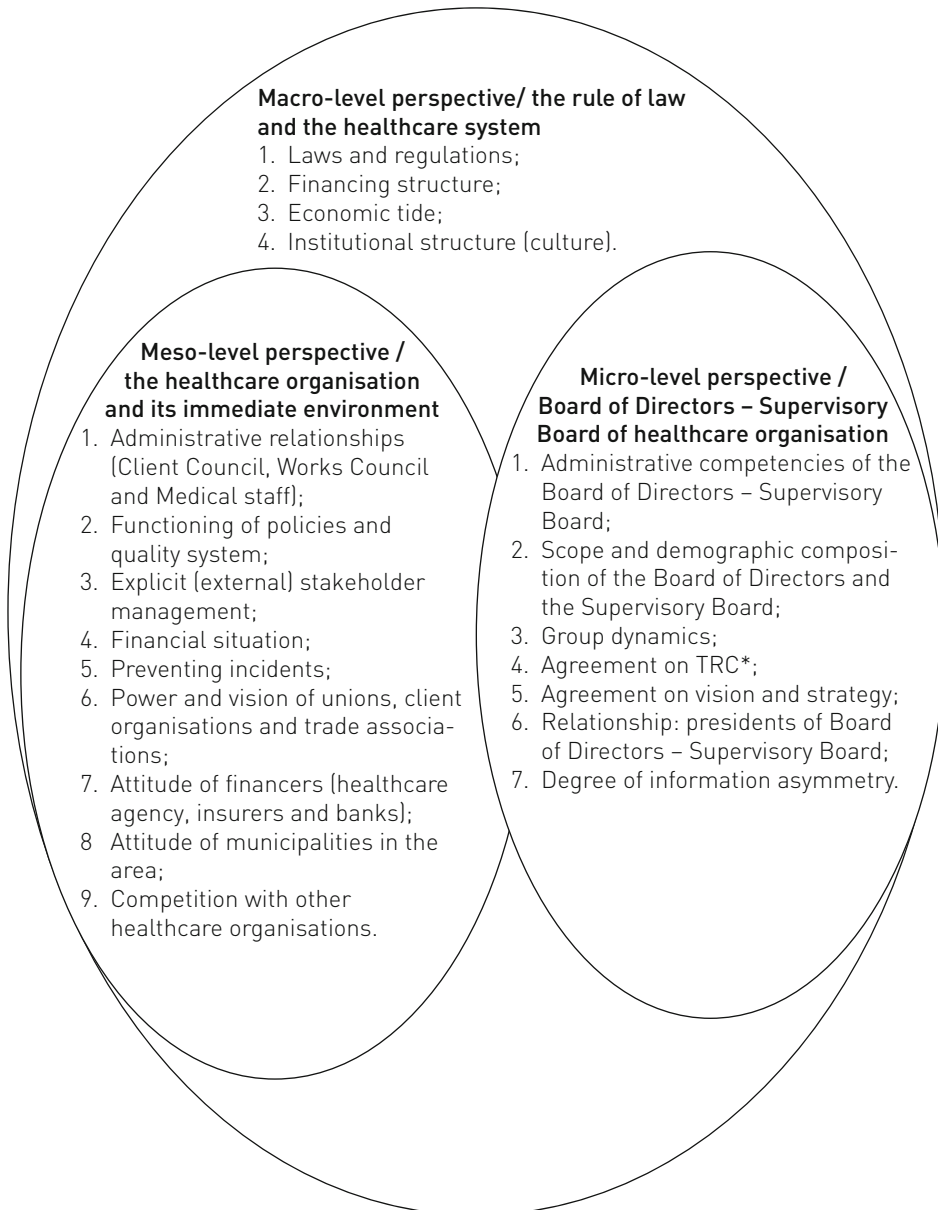 Macro-level perspective/ the rule of law
and the healthcare system
1. Laws and regulations;
2. Financing structure;
3. Economic tide;
4. Institutional structure (culture).
Meso-level perspective /
the healthcare organisation
and its immediate environment
1. Administrative relationships
(Client Council, Works Council
and Medical staff);
2. Functioning of policies and
quality system;
3. Explicit (external) stakeholder
management;
4. Financial situation;
5. Preventing incidents;
6. Power and vision of unions, client
organisations and trade associa-
tions;
7. Attitude of financers (healthcare
agency, insurers and banks);
8 Attitude of municipalities in the
area;
9. Competition with other
healthcare organisations.
Micro-level perspective /
Board of Directors – Supervisory
Board of healthcare organisation
1. Administrative competencies of the
Board of Directors – Supervisory
Board;
2. Scope and demographic composi-
tion of the Board of Directors and
the Supervisory Board;
3. Group dynamics;
4. Agreement on TRC*;
5. Agreement on vision and strategy;
6. Relationship: presidents of Board
of Directors – Supervisory Board;
7. Degree of information asymmetry.